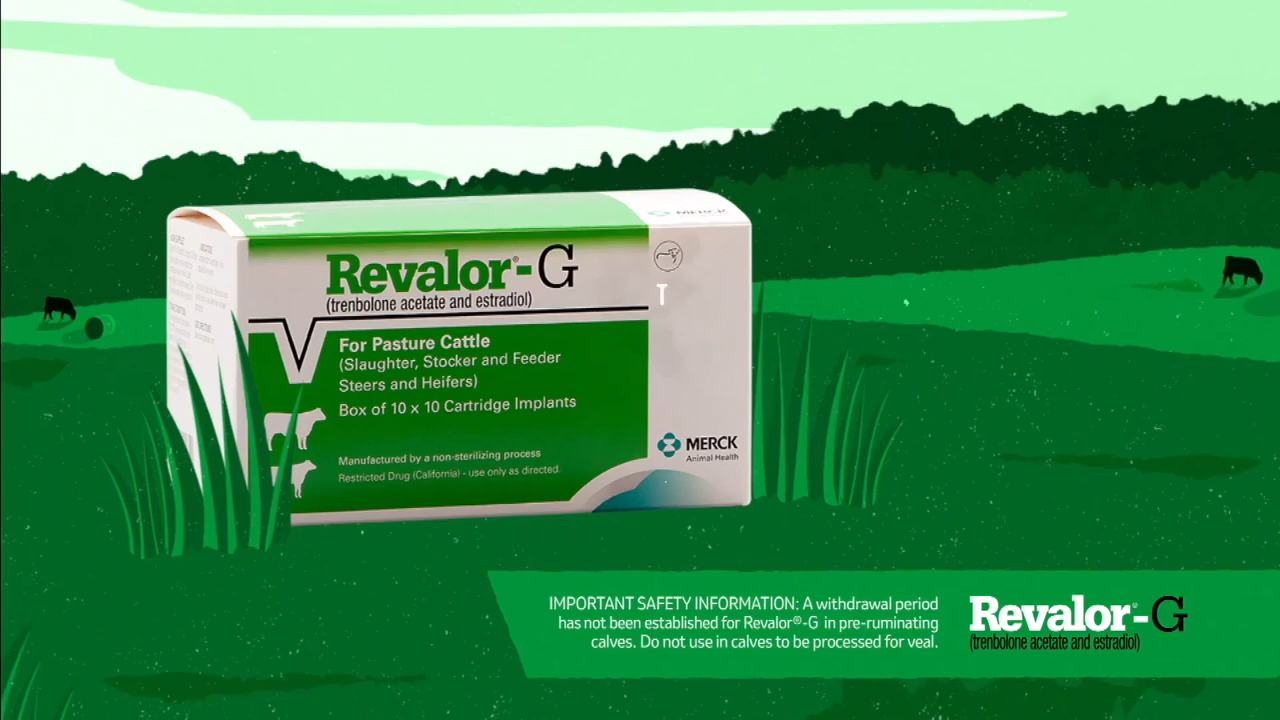 MERCK
Revalor®-G
(trenbolone acetate and estradiol)
T
For Pasture Cattle
(Slaughter, Stocker and Feeder
Steers and Heifers)
Box of 10 x 10 Cartridge Implants
Manufactured by a non-sterilizing process
Restricted Drug (California) - use only as directed.
MERCK
Animal Health
IMPORTANT SAFETY INFORMATION: A withdrawal period
has not been established for Revalor®-G in pre-ruminating
calves. Do not use in calves to be processed for veal.
Revalor®-G
(trenbolone acetate and estradiol)